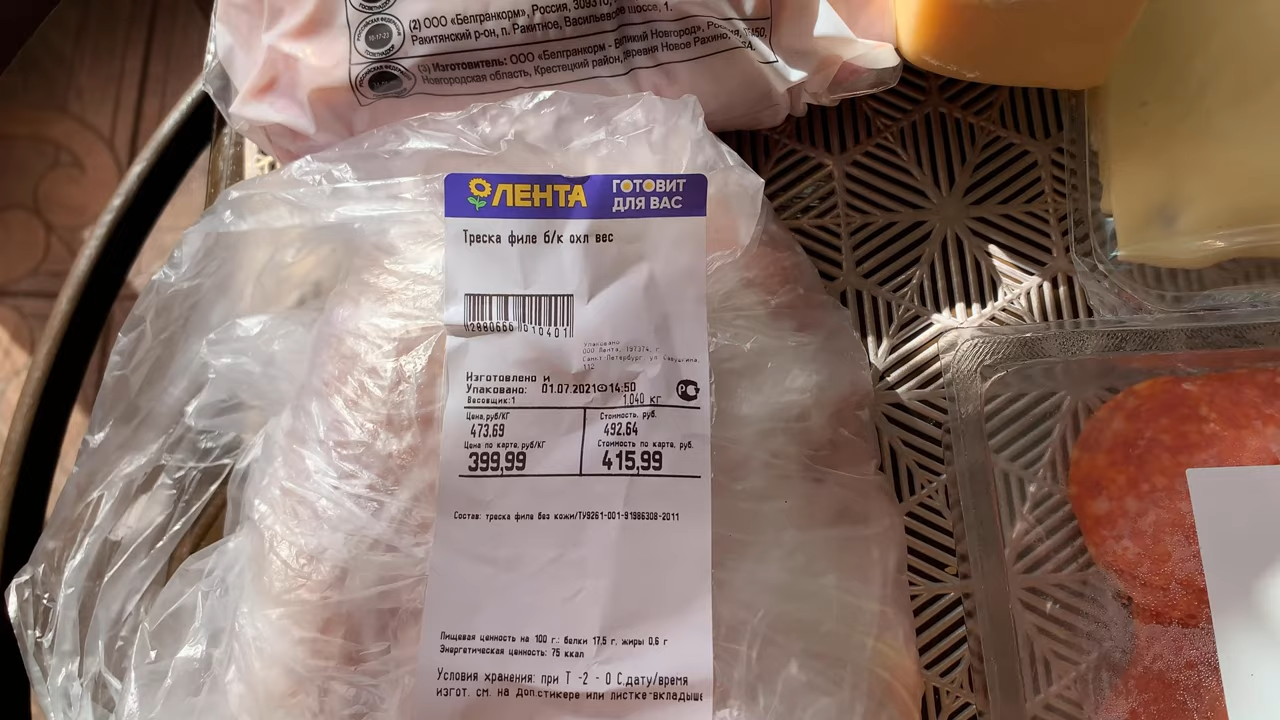 (2) ООО «Белгранкорм», Россия, 309310,
Ракитянский р-он, п. Ракитное, Васильевское шоссе, 1.
(3) Изготовитель: ООО «Белгранкорм - Великий Новгород»,
Новгородская область, Крестецкий район, деревня Новое Рахино,
ЛЕНТА
ГОТОВИТ
ДЛЯ ВАС
Треска филе б/к охл вес
2880666 010401
Упаковано
ООО Лента, 197374, г.
Санкт-Петербург, ул. Савушкина,
112
Изготовлено и
Упаковано: 01.07.2021 14:50
Весовщик:1 1.040 кг
Цена,руб/КГ Стоимость, руб.
473,69 492,64
Цена по карте, руб/КГ Стоимость по карте, руб.
399,99 415,99
Состав: треска филе без кожи/ТУ9261-001-81986308-2011
Пищевая ценность на 100 г.: белки 17,5 г, жиры 0,6 г
Энергетическая ценность: 75 ккал
Условия хранения: при Т -2 - 0 С,дату/время
изгот. см. на доп.стикере или листке-вкладыше